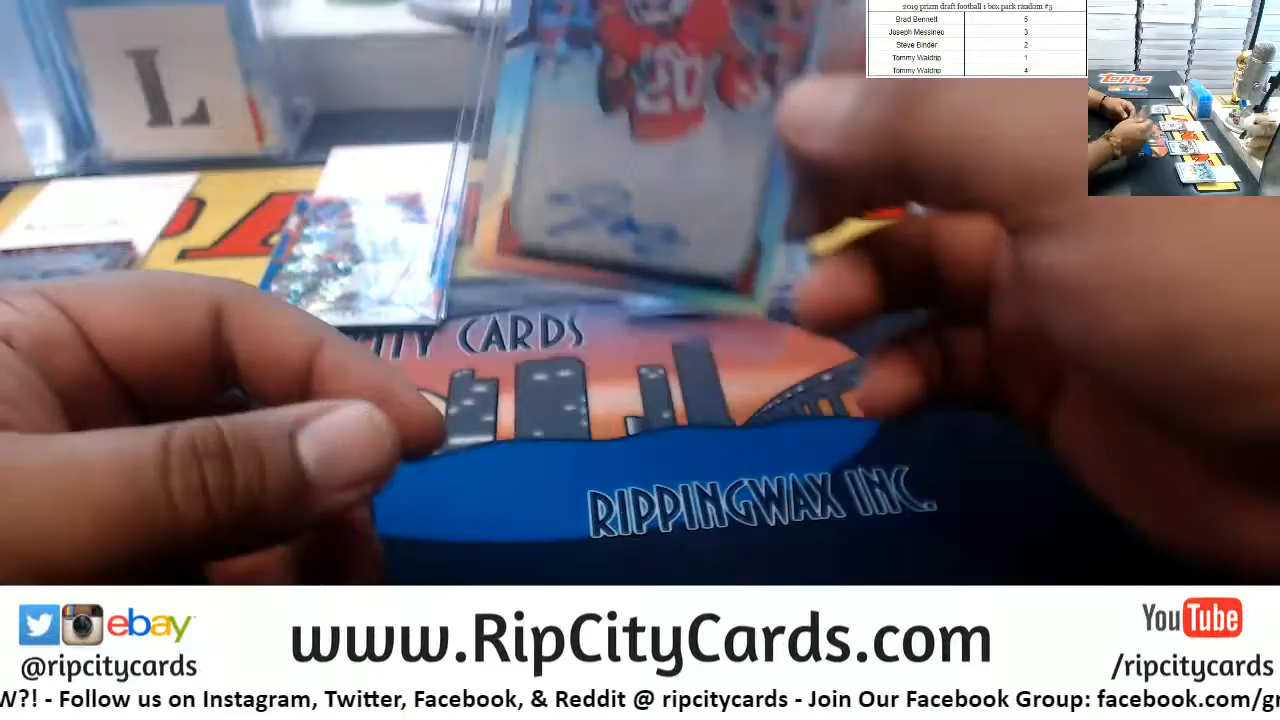 2019 prizm draft football 1 box pack random #3
Brad Bennett 5
Joseph Messineo 3
Steve Binder 2
Tommy Waldrip 1
Tommy Waldrip 4
Topps
L
20
CITY CARDS
RIPPINGWAX INC.
ebay
www.RipCityCards.com
YouTube
@ripcitycards
/ripcitycards
W?! - Follow us on Instagram, Twitter, Facebook, & Reddit @ ripcitycards - Join Our Facebook Group: facebook.com/gr